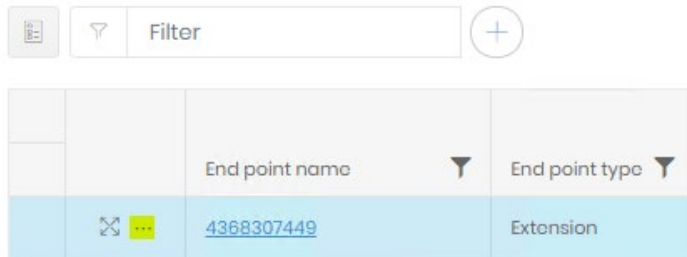 Filter
End point name End point type
... 4368307449 Extension